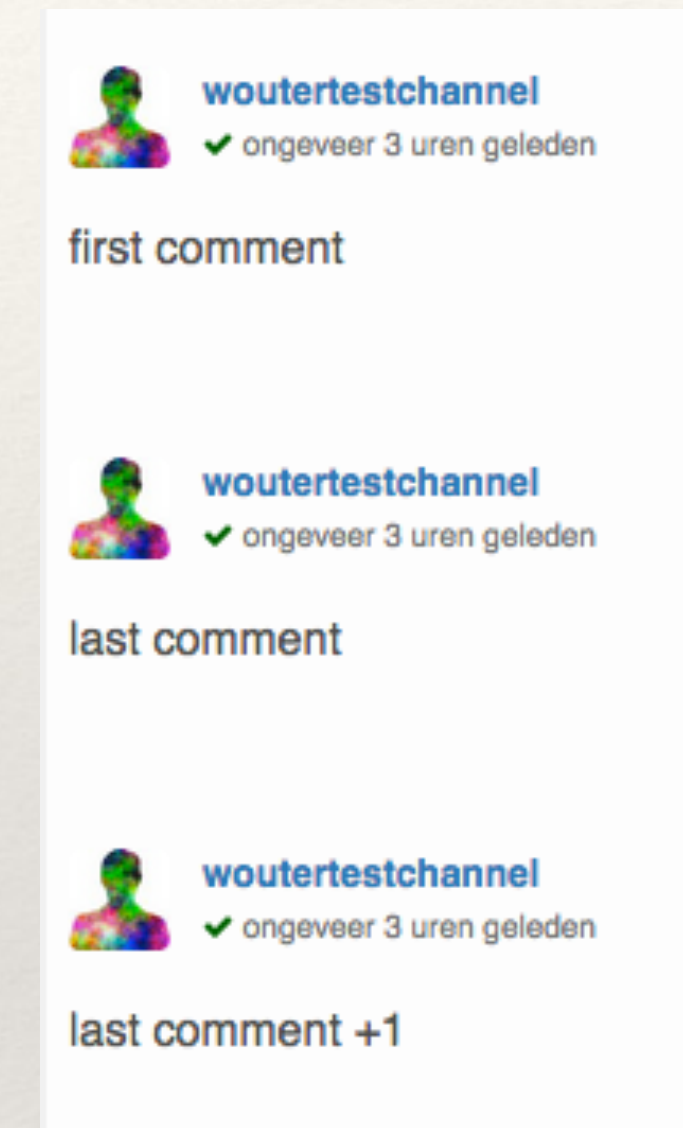 woutertestchannel
✔ ongeveer 3 uren geleden
first comment
woutertestchannel
✔ ongeveer 3 uren geleden
last comment
woutertestchannel
✔ ongeveer 3 uren geleden
last comment +1